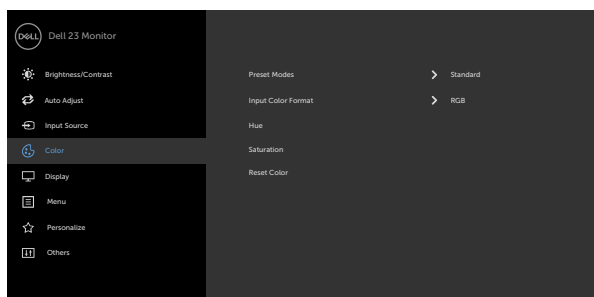 DELL Dell 23 Monitor
Brightness/Contrast Preset Modes Standard
Auto Adjust Input Color Format RGB
Input Source Hue
Color Saturation
Display Reset Color
Menu
Personalize
Others